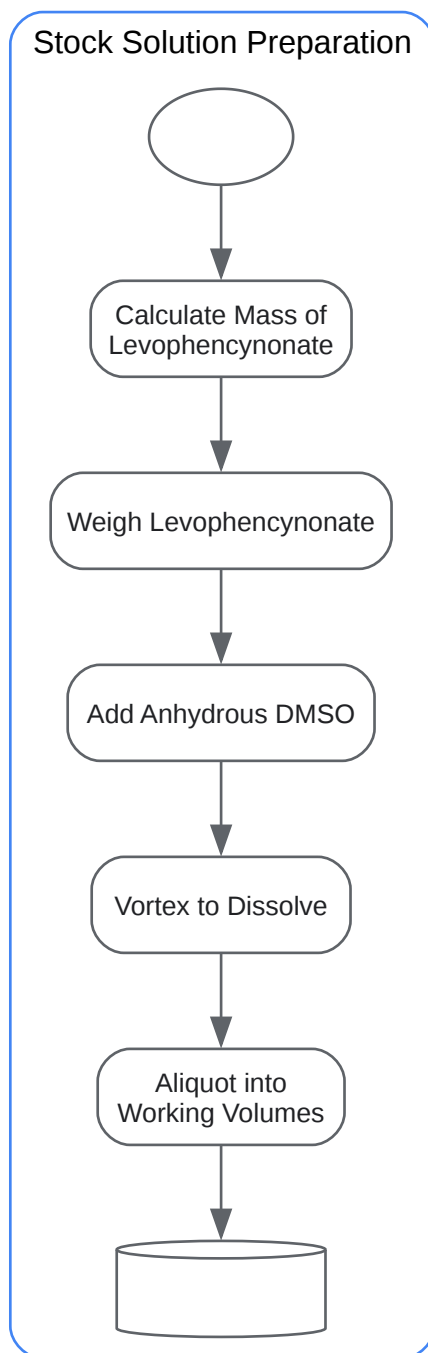 Stock Solution Preparation
Calculate Mass of
Levophencynonate
Weigh Levophencynonate
Add Anhydrous DMSO
Vortex to Dissolve
Aliquot into
Working Volumes